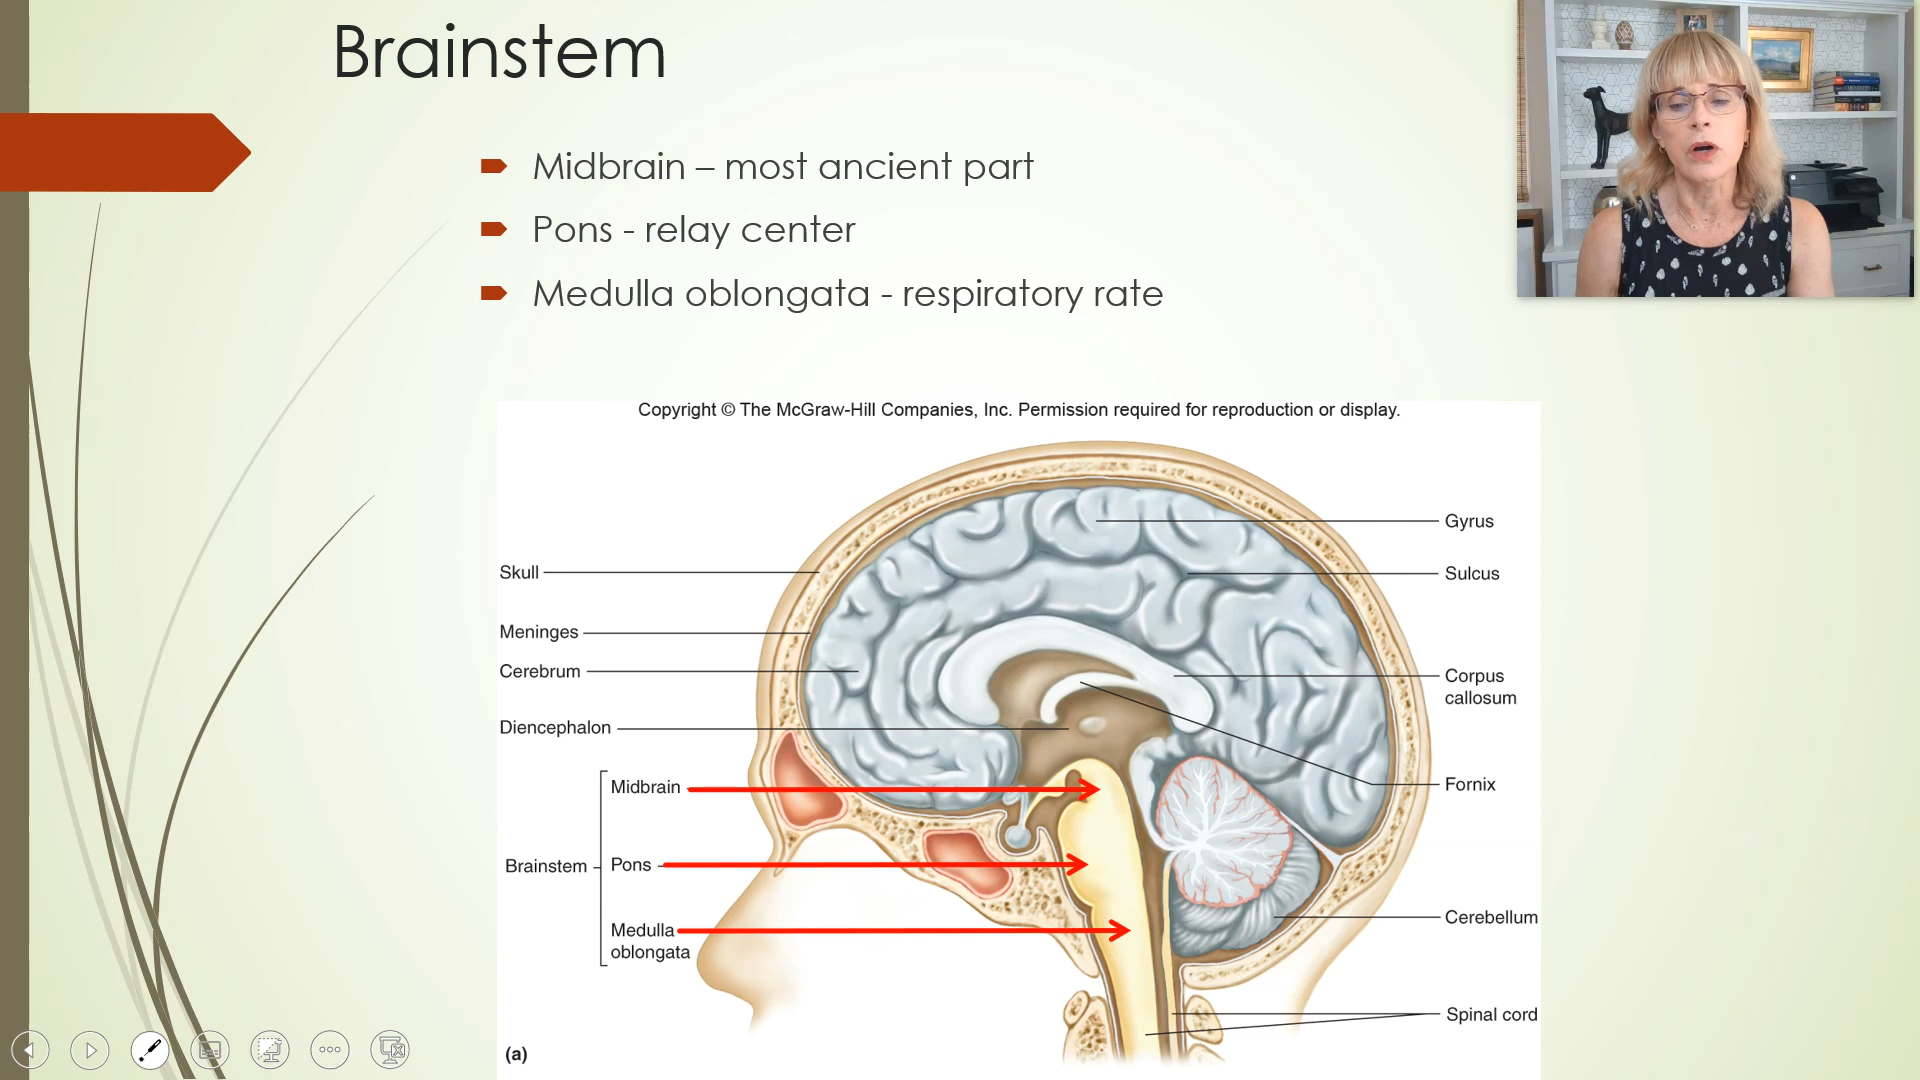 Brainstem
Midbrain – most ancient part
Pons - relay center
Medulla oblongata - respiratory rate
Copyright © The McGraw-Hill Companies, Inc. Permission required for reproduction or display.
Skull
Meninges
Cerebrum
Diencephalon
Midbrain
Brainstem
Pons
Medulla
oblongata
Gyrus
Sulcus
Corpus
callosum
Fornix
Cerebellum
Spinal cord
(a)